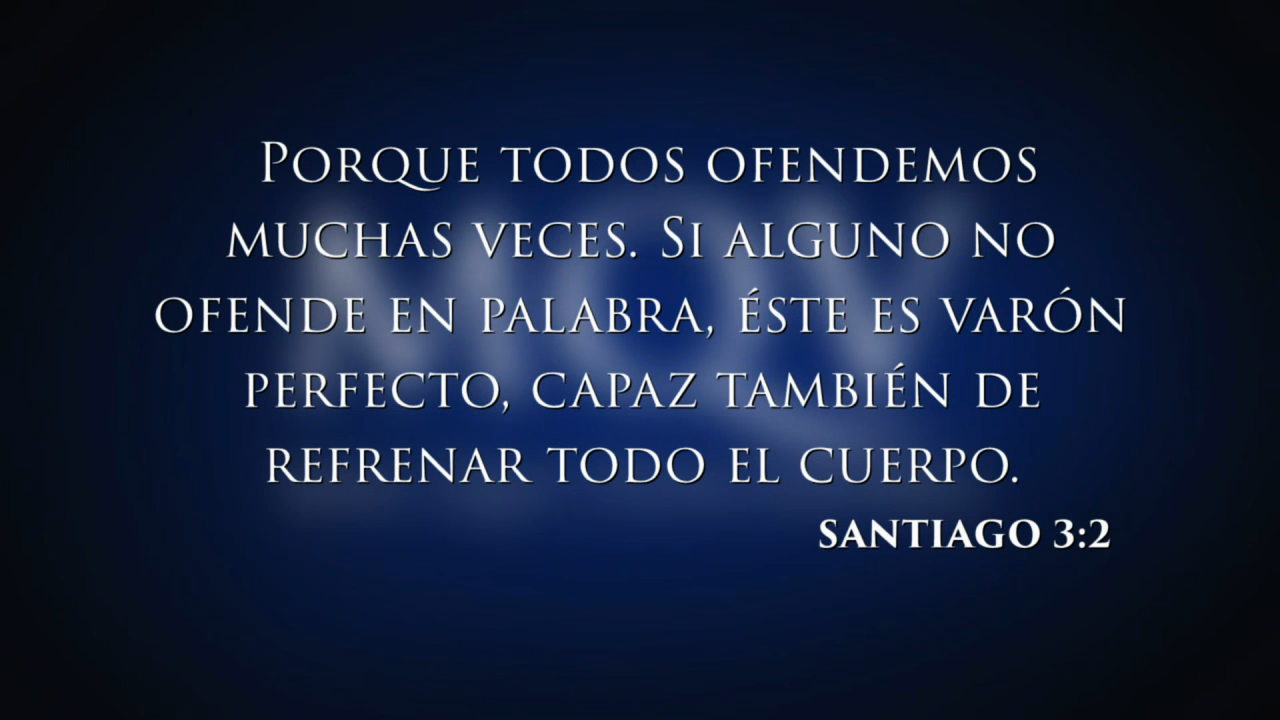 Porque todos ofendemos
muchas veces. Si alguno no
ofende en palabra, éste es varón
perfecto, capaz también de
refrenar todo el cuerpo.
Santiago 3:2